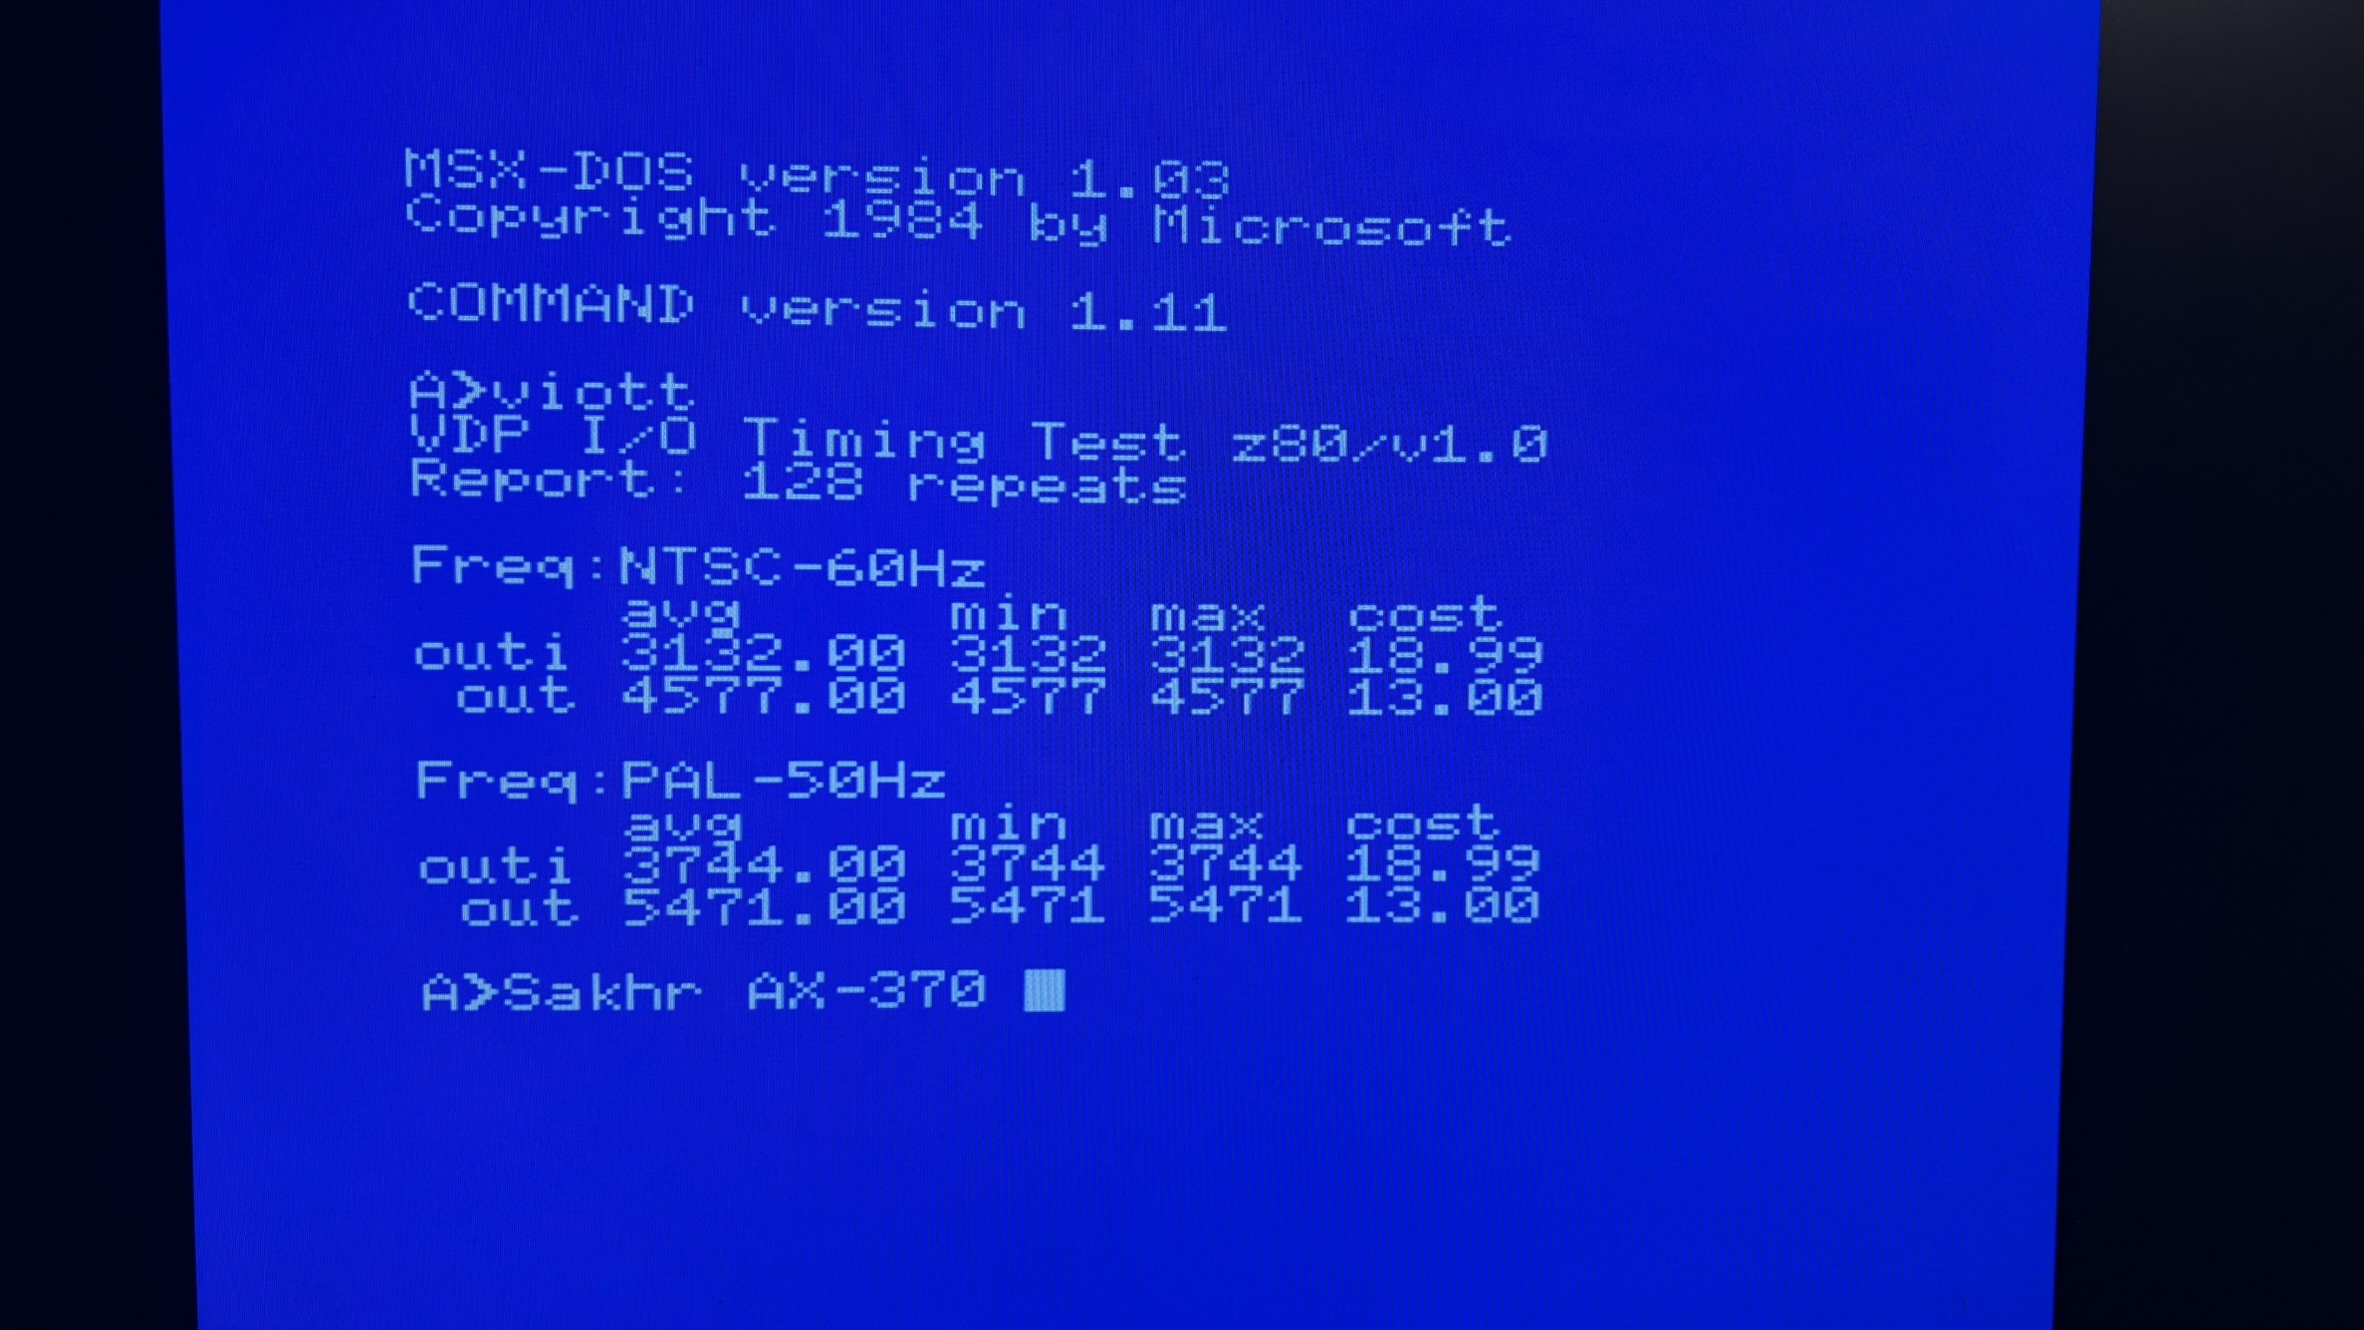 MSX-DOS version 1.03
Copyright 1984 by Microsoft
COMMAND version 1.11
A>viott
VDP I/O Timing Test z80/v1.0
Report: 128 repeats
Freq:NTSC-60Hz
avg min max cost
outi 3132.00 3132 3132 18.99
out 4577.00 4577 4577 13.00
Freq:PAL-50Hz
avg min max cost
outi 3744.00 3744 3744 18.99
out 5471.00 5471 5471 13.00
A>Sakhr AX-370